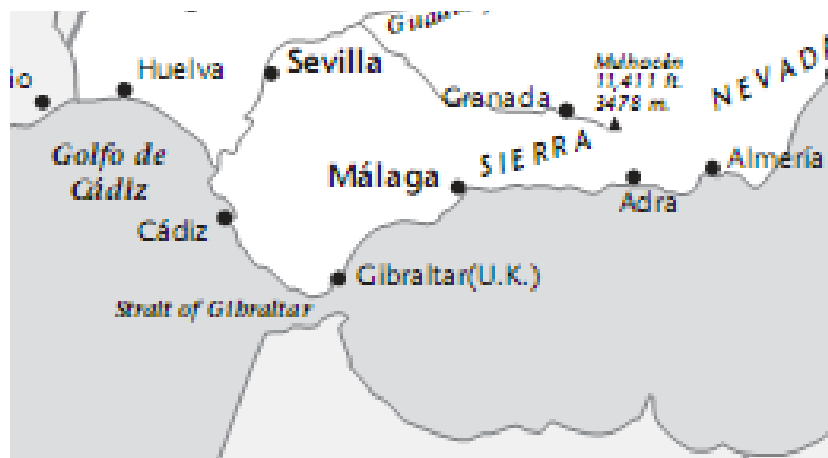 Huelva
Sevilla
Mulhacén
11,411 ft.
3478 m.
NEVAD
Granada
SIERRA
Golfo de
Cádiz
Málaga
Almería
Adra
Cádiz
Gibraltar(U.K.)
Strait of Gibraltar